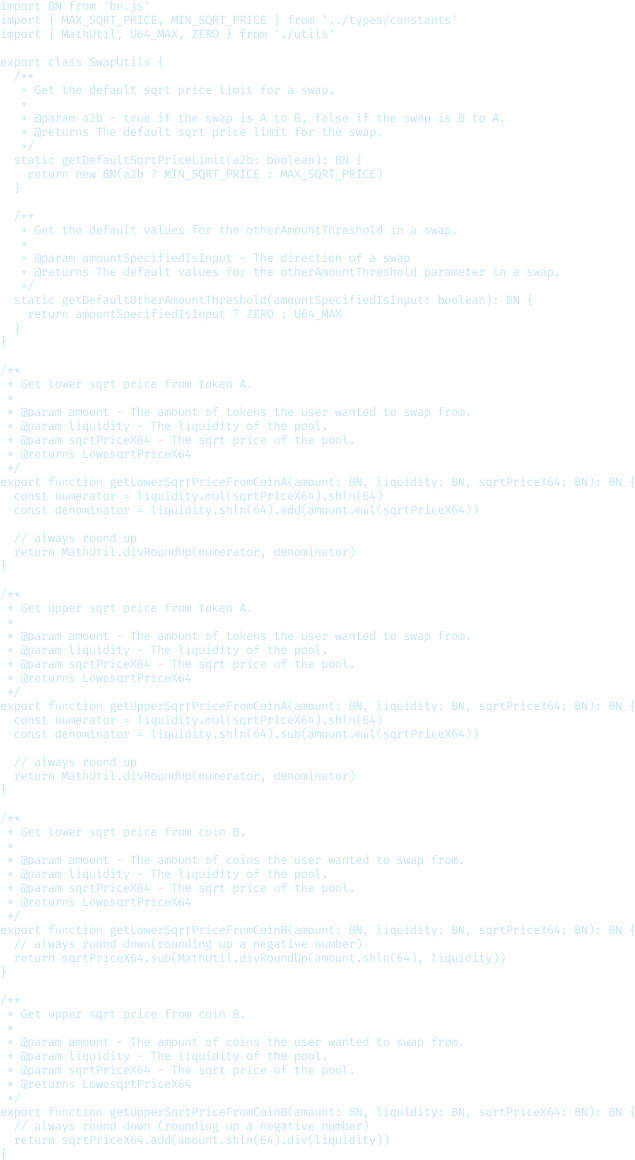 import BN from 'bn.js'
import { MAX_SQRT_PRICE, MIN_SQRT_PRICE } from '../types/constants'
import { MathUtil, U64_MAX, ZERO } from './utils'

export class SwapUtils {
  /**
   * Get the default sqrt price limit for a swap.
   *
   * @param a2b - true if the swap is A to B, false if the swap is B to A.
   * @returns The default sqrt price limit for the swap.
   */
  static getDefaultSqrtPriceLimit(a2b: boolean): BN {
    return new BN(a2b ? MIN_SQRT_PRICE : MAX_SQRT_PRICE)
  }

  /**
   * Get the default values for the otherAmountThreshold in a swap.
   *
   * @param amountSpecifiedIsInput - The direction of a swap
   * @returns The default values for the otherAmountThreshold parameter in a swap.
   */
  static getDefaultOtherAmountThreshold(amountSpecifiedIsInput: boolean): BN {
    return amountSpecifiedIsInput ? ZERO : U64_MAX
  }
}

/**
 * Get lower sqrt price from token A.
 *
 * @param amount - The amount of tokens the user wanted to swap from.
 * @param liquidity - The liquidity of the pool.
 * @param sqrtPriceX64 - The sqrt price of the pool.
 * @returns LowesqrtPriceX64
 */
export function getLowerSqrtPriceFromCoinA(amount: BN, liquidity: BN, sqrtPriceX64: BN): BN {
  const numerator = liquidity.mul(sqrtPriceX64).shln(64)
  const denominator = liquidity.shln(64).add(amount.mul(sqrtPriceX64))

  // always round up
  return MathUtil.divRoundUp(numerator, denominator)
}

/**
 * Get upper sqrt price from token A.
 *
 * @param amount - The amount of tokens the user wanted to swap from.
 * @param liquidity - The liquidity of the pool.
 * @param sqrtPriceX64 - The sqrt price of the pool.
 * @returns LowesqrtPriceX64
 */
export function getUpperSqrtPriceFromCoinA(amount: BN, liquidity: BN, sqrtPriceX64: BN): BN {
  const numerator = liquidity.mul(sqrtPriceX64).shln(64)
  const denominator = liquidity.shln(64).sub(amount.mul(sqrtPriceX64))

  // always round up
  return MathUtil.divRoundUp(numerator, denominator)
}

/**
 * Get lower sqrt price from coin B.
 *
 * @param amount - The amount of coins the user wanted to swap from.
 * @param liquidity - The liquidity of the pool.
 * @param sqrtPriceX64 - The sqrt price of the pool.
 * @returns LowesqrtPriceX64
 */
export function getLowerSqrtPriceFromCoinB(amount: BN, liquidity: BN, sqrtPriceX64: BN): BN {
  // always round down(rounding up a negative number)
  return sqrtPriceX64.sub(MathUtil.divRoundUp(amount.shln(64), liquidity))
}

/**
 * Get upper sqrt price from coin B.
 *
 * @param amount - The amount of coins the user wanted to swap from.
 * @param liquidity - The liquidity of the pool.
 * @param sqrtPriceX64 - The sqrt price of the pool.
 * @returns LowesqrtPriceX64
 */
export function getUpperSqrtPriceFromCoinB(amount: BN, liquidity: BN, sqrtPriceX64: BN): BN {
  // always round down (rounding up a negative number)
  return sqrtPriceX64.add(amount.shln(64).div(liquidity))
}